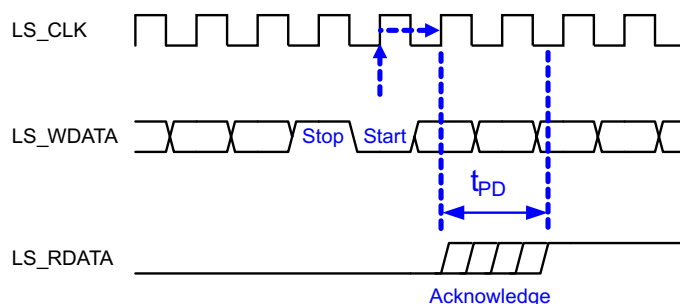 LS_CLK
LS_WDATA
Stop
Start
tPD
LS_RDATA
Acknowledge